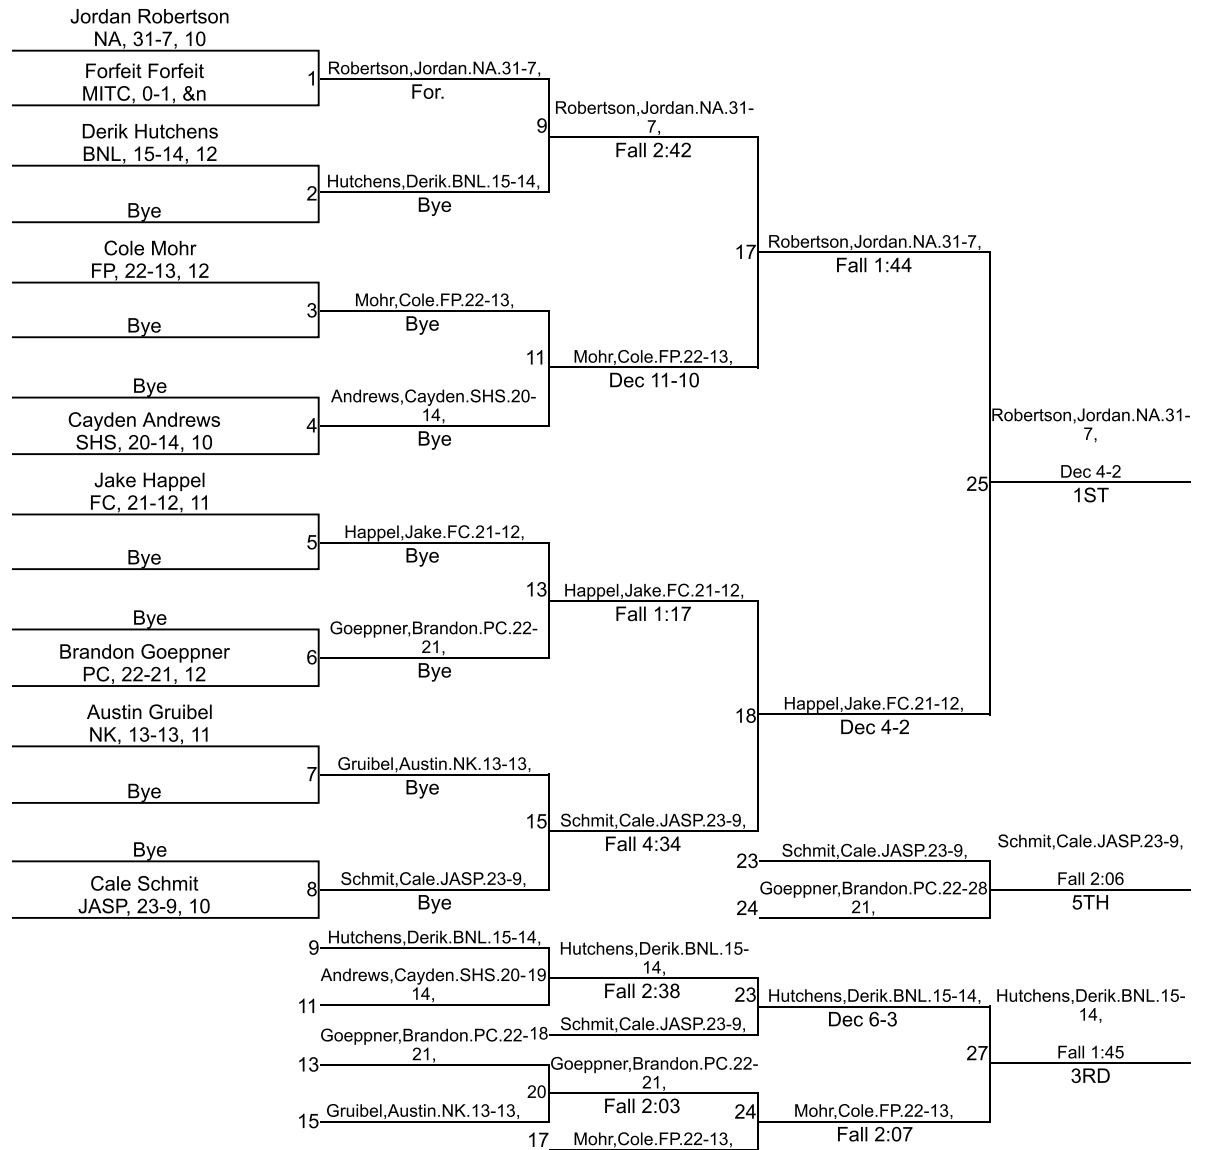 Jordan Robertson
NA, 31-7, 10
Forfeit Forfeit
MITC, 0-1, &n
1
Derik Hutchens
BNL, 15-14, 12
Bye
2
Cole Mohr
FP, 22-13, 12
Bye
3
Bye
Cayden Andrews
SHS, 20-14, 10
4
Jake Happel
FC, 21-12, 11
Bye
5
Bye
Brandon Goeppner
PC, 22-21, 12
6
Austin Gruibel
NK, 13-13, 11
Bye
7
Bye
Cale Schmit
JASP, 23-9, 10
8
Robertson,Jordan.NA.31-7,
For.
9
Hutchens,Derik.BNL.15-14,
Bye
Mohr,Cole.FP.22-13,
Bye
11
Andrews,Cayden.SHS.20-
14,
Bye
Happel,Jake.FC.21-12,
Bye
13
Goeppner,Brandon.PC.22-
21,
Bye
Gruibel,Austin.NK.13-13,
Bye
15
Schmit,Cale.JASP.23-9,
Bye
Robertson,Jordan.NA.31-
7,
Fall 2:42
17
Mohr,Cole.FP.22-13,
Dec 11-10
Happel,Jake.FC.21-12,
Fall 1:17
18
Schmit,Cale.JASP.23-9,
Fall 4:34
Robertson,Jordan.NA.31-7,
Fall 1:44
25
Happel,Jake.FC.21-12,
Dec 4-2
Robertson,Jordan.NA.31-
7,
Dec 4-2
1ST
23
Schmit,Cale.JASP.23-9,
24
Goeppner,Brandon.PC.22-
21,
28
Schmit,Cale.JASP.23-9,
Fall 2:06
5TH
9
Hutchens,Derik.BNL.15-14,
11
Andrews,Cayden.SHS.20-
14,
19
13
Goeppner,Brandon.PC.22-
21,
15
Gruibel,Austin.NK.13-13,
20
Hutchens,Derik.BNL.15-
14,
Fall 2:38
18
Schmit,Cale.JASP.23-9,
23
Goeppner,Brandon.PC.22-
21,
Fall 2:03
17
Mohr,Cole.FP.22-13,
24
Hutchens,Derik.BNL.15-14,
Dec 6-3
27
Mohr,Cole.FP.22-13,
Fall 2:07
Hutchens,Derik.BNL.15-
14,
Fall 1:45
3RD